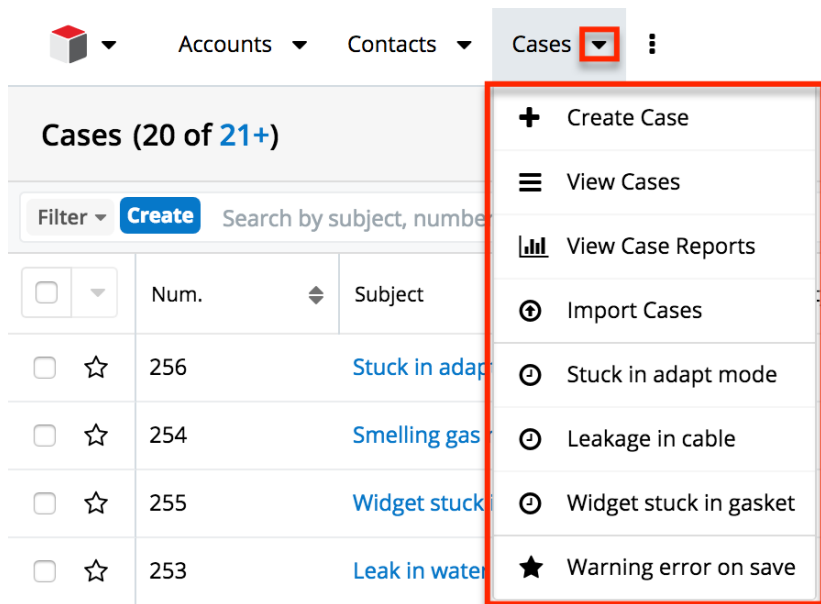 Accounts Contacts Cases
Cases (20 of 21+)
Filter Create Search by subject, number
Num. Subject
256 Stuck in adapt
254 Smelling gas
255 Widget stuck i
253 Leak in water
Create Case
View Cases
View Case Reports
Import Cases
Stuck in adapt mode
Leakage in cable
Widget stuck in gasket
Warning error on save